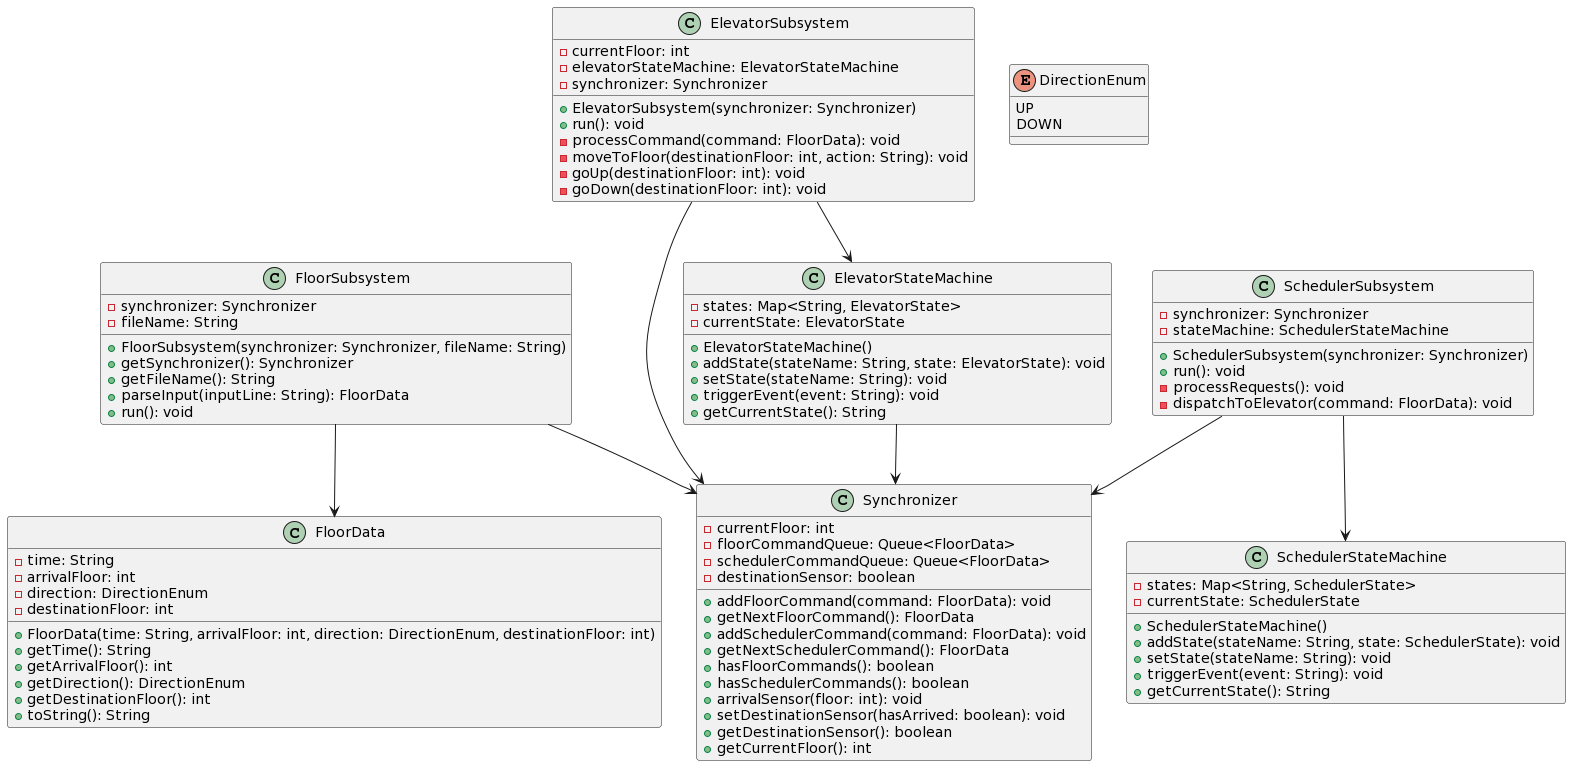 C ElevatorSubsystem
currentFloor: int
elevatorStateMachine: ElevatorStateMachine
synchronizer: Synchronizer
ElevatorSubsystem(synchronizer: Synchronizer)
run(): void
processCommand(command: FloorData): void
moveToFloor(destinationFloor: int, action: String): void
goUp(destinationFloor: int): void
goDown(destinationFloor: int): void
E DirectionEnum
UP
DOWN
C FloorSubsystem
synchronizer: Synchronizer
fileName: String
FloorSubsystem(synchronizer: Synchronizer, fileName: String)
getSynchronizer(): Synchronizer
getFileName(): String
parseInput(inputLine: String): FloorData
run(): void
C ElevatorStateMachine
states: Map<String, ElevatorState>
currentState: ElevatorState
ElevatorStateMachine()
addState(stateName: String, state: ElevatorState): void
setState(stateName: String): void
triggerEvent(event: String): void
getCurrentState(): String
C SchedulerSubsystem
synchronizer: Synchronizer
stateMachine: SchedulerStateMachine
SchedulerSubsystem(synchronizer: Synchronizer)
run(): void
processRequests(): void
dispatchToElevator(command: FloorData): void
C FloorData
time: String
arrivalFloor: int
direction: DirectionEnum
destinationFloor: int
FloorData(time: String, arrivalFloor: int, direction: DirectionEnum, destinationFloor: int)
getTime(): String
getArrivalFloor(): int
getDirection(): DirectionEnum
getDestinationFloor(): int
toString(): String
C Synchronizer
currentFloor: int
floorCommandQueue: Queue<FloorData>
schedulerCommandQueue: Queue<FloorData>
destinationSensor: boolean
addFloorCommand(command: FloorData): void
getNextFloorCommand(): FloorData
addSchedulerCommand(command: FloorData): void
getNextSchedulerCommand(): FloorData
hasFloorCommands(): boolean
hasSchedulerCommands(): boolean
arrivalSensor(floor: int): void
setDestinationSensor(hasArrived: boolean): void
getDestinationSensor(): boolean
getCurrentFloor(): int
C SchedulerStateMachine
states: Map<String, SchedulerState>
currentState: SchedulerState
SchedulerStateMachine()
addState(stateName: String, state: SchedulerState): void
setState(stateName: String): void
triggerEvent(event: String): void
getCurrentState(): String